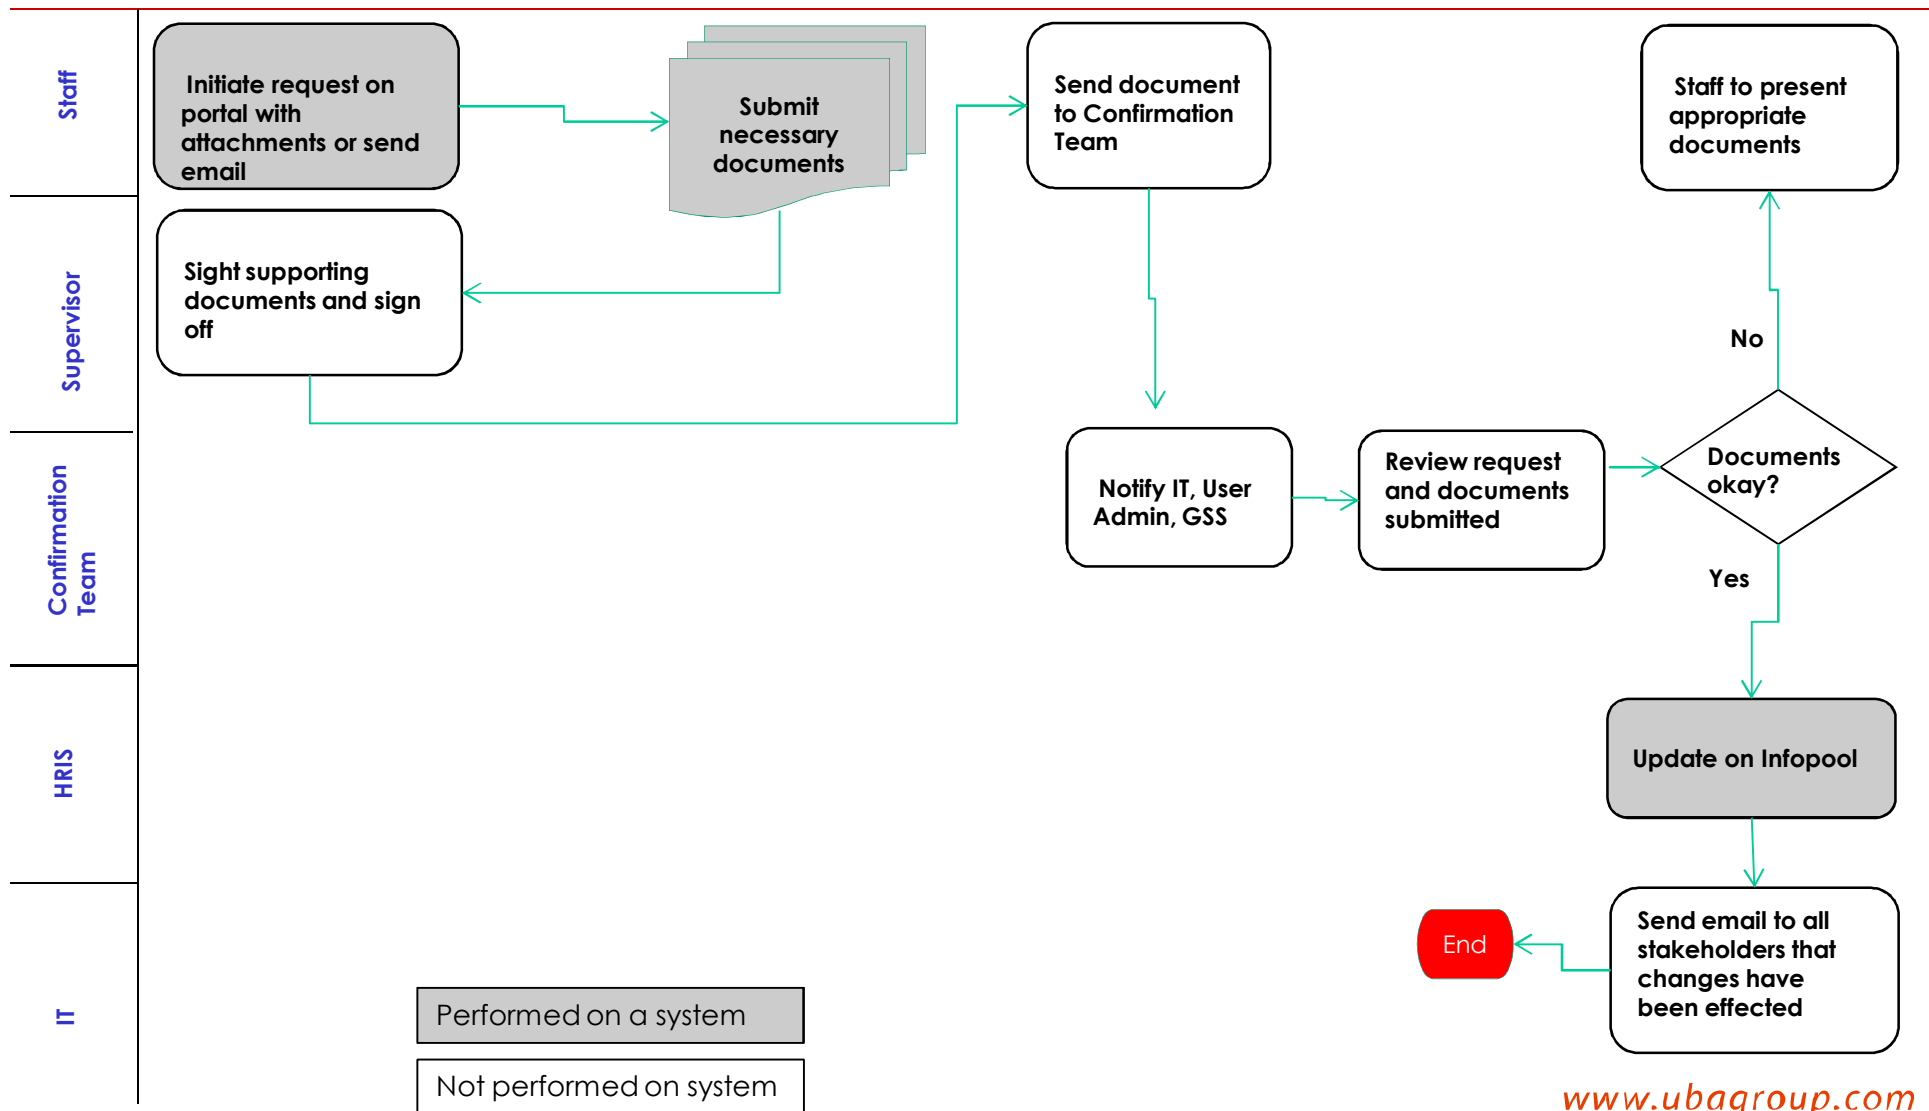 Staff
Initiate request on
portal with
attachments or send
email
Submit
necessary
documents
Send document
to Confirmation
Team
Staff to present
appropriate
documents
Supervisor
Sight supporting
documents and sign
off
No
Confirmation
Team
Notify IT, User
Admin, GSS
Review request
and documents
submitted
Documents
okay?
Yes
HRIS
Update on Infopool
IT
End
Send email to all
stakeholders that
changes have
been effected
Performed on a system
Not performed on system
www.ubagroup.com